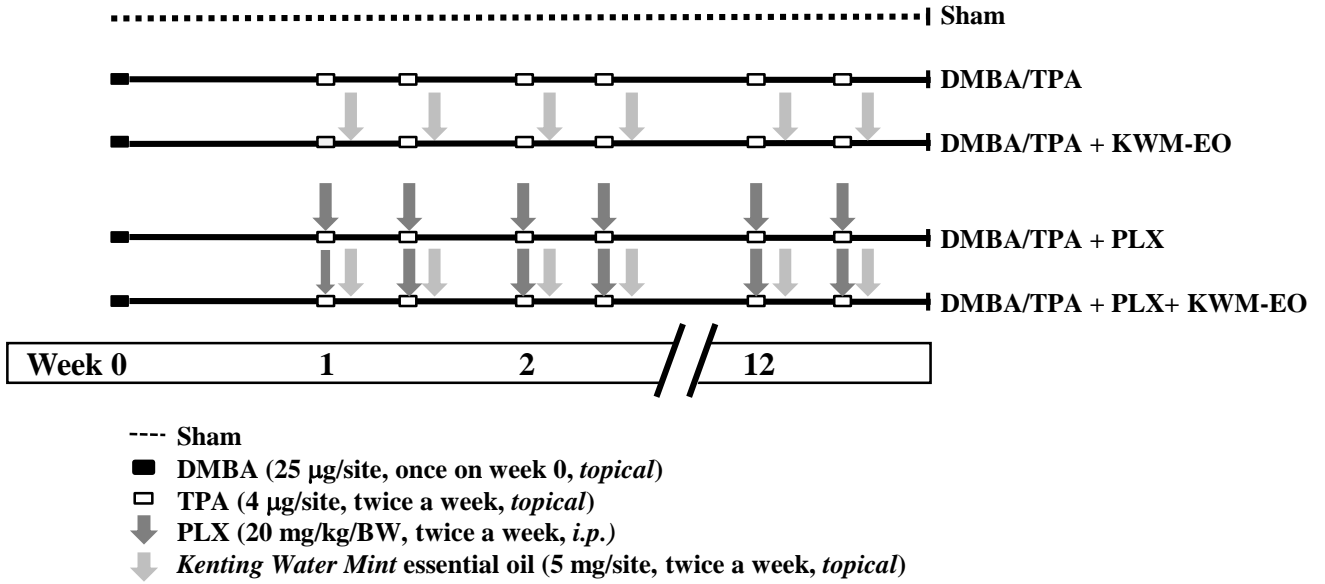 Sham
DMBA/TPA
DMBA/TPA + KWM-EO
DMBA/TPA + PLX
DMBA/TPA + PLX+ KWM-EO
Week 0 1 2 12
Sham
DMBA (25 μg/site, once on week 0, topical)
TPA (4 μg/site, twice a week, topical)
PLX (20 mg/kg/BW, twice a week, i.p.)
Kenting Water Mint essential oil (5 mg/site, twice a week, topical)